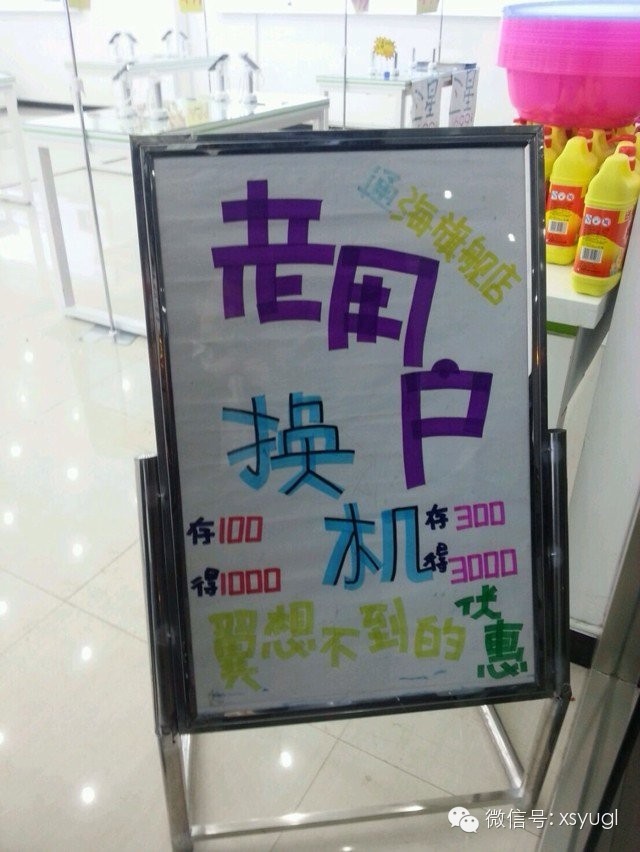 通海旗舰店
老用户
换机
存100
得1000
存300
得3000
翼想不到的优惠
微信号: xsyugl